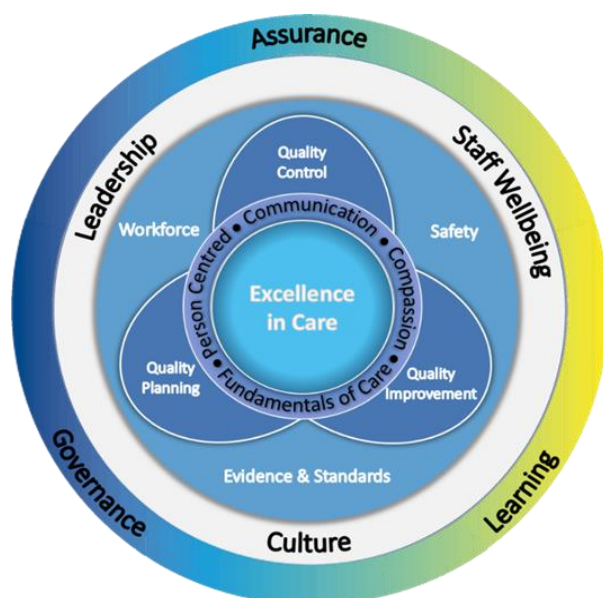 Assurance
Leadership
Staff Wellbeing
Quality
Control
Workforce
Safety
Person Centred • Communication • Compassion • Fundamentals of Care •
Excellence
in Care
Quality
Planning
Quality
Improvement
Evidence & Standards
Governance
Culture
Learning